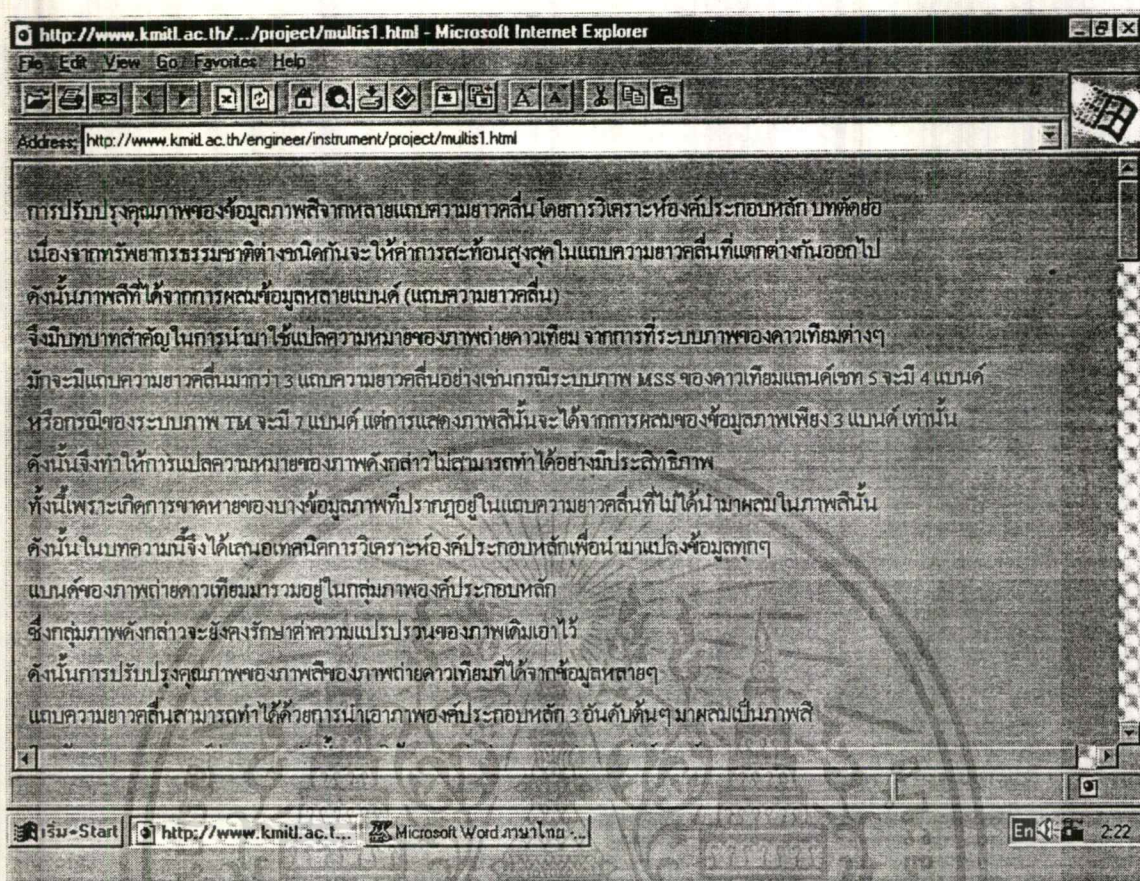 http://www.kmitl.ac.th/.../project/multis1.html - Microsoft Internet Explorer
File Edit View Go Favorites Help
Address: http://www.kmitl.ac.th/engineer/instrument/project/multis1.html
การปรับปรุงคุณภาพของข้อมูลภาพสีจากหลายแถบความยาวคลื่น โดยการวิเคราะห์องค์ประกอบหลัก บทคัดย่อ
เนื่องจากทรัพยากรธรรมชาติต่างชนิดกันจะให้ค่าการสะท้อนสูงสุดในแถบความยาวคลื่นที่แตกต่างกันออกไป
ดังนั้นภาพสีที่ได้จากการผสมข้อมูลหลายแบนด์ (แถบความยาวคลื่น)
จึงมีบทบาทสำคัญในการนำมาใช้แปลความหมายของภาพถ่ายดาวเทียม จากการที่ระบบภาพของดาวเทียมต่างๆ
มักจะมีแถบความยาวคลื่นมากว่า 3 แถบความยาวคลื่นอย่างเช่นกรณีระบบภาพ MSS ของดาวเทียมแลนด์เซท 5 จะมี 4 แบนด์
หรือกรณีของระบบภาพ TM จะมี 7 แบนด์ แต่การแสดงภาพสีนั้นจะได้จากการผสมของข้อมูลภาพเพียง 3 แบนด์ เท่านั้น
ดังนั้นจึงทำให้การแปลความหมายของภาพดังกล่าวไม่สามารถทำได้อย่างมีประสิทธิภาพ
ทั้งนี้เพราะเกิดการขาดหายของบางข้อมูลภาพที่ปรากฏอยู่ในแถบความยาวคลื่นที่ไม่ได้นำมาผสมในภาพสีนั้น
ดังนั้นในบทความนี้จึงได้เสนอเทคนิคการวิเคราะห์องค์ประกอบหลักเพื่อนำมาแปลงข้อมูลทุกๆ
แบนด์ของภาพถ่ายดาวเทียมมารวมอยู่ในกลุ่มภาพองค์ประกอบหลัก
ซึ่งกลุ่มภาพดังกล่าวจะยังคงรักษาค่าความแปรปรวนของภาพเดิมเอาไว้
ดังนั้นการปรับปรุงคุณภาพของภาพสีของภาพถ่ายดาวเทียมที่ได้จากข้อมูลหลายๆ
แถบความยาวคลื่นสามารถทำได้ด้วยการนำเอาภาพองค์ประกอบหลัก 3 อันดับต้นๆ มาผสมเป็นภาพสี
เริ่ม-Start http://www.kmitl.ac.t... Microsoft Word ภาษาไทย -... En 2:22